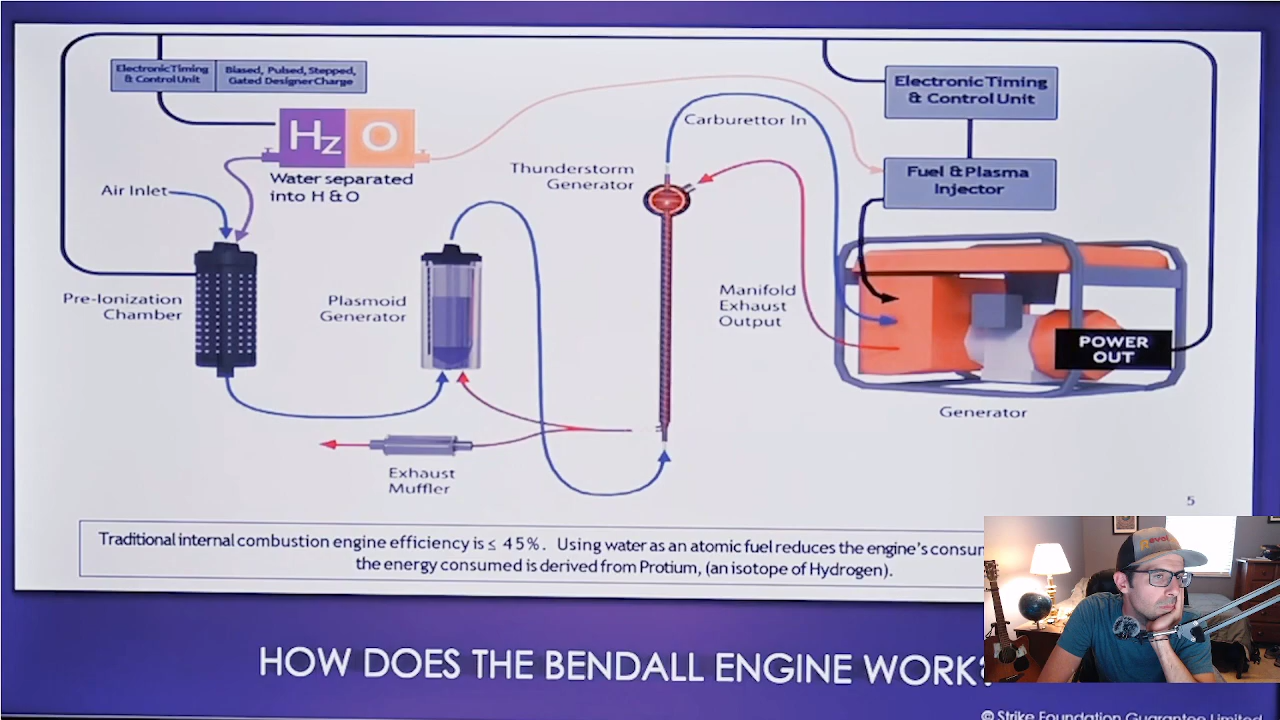 Electronic Timing
& Control Unit
Biased, Pulsed, Stepped,
Gated Designer Charge
Electronic Timing
& Control Unit
HzO
Carburettor In
Water separated
into H & O
Thunderstorm
Generator
Fuel & Plasma
Injector
Air Inlet
Pre-Ionization
Chamber
Plasmoid
Generator
Manifold
Exhaust
Output
POWER
OUT
Generator
Exhaust
Muffler
5
Traditional internal combustion engine efficiency is ≤ 45%. Using water as an atomic fuel reduces the engine's
the energy consumed is derived from Protium, (an isotope of Hydrogen).
HOW DOES THE BENDALL ENGINE WORK?
© Strike Foundation Guarantee Limited